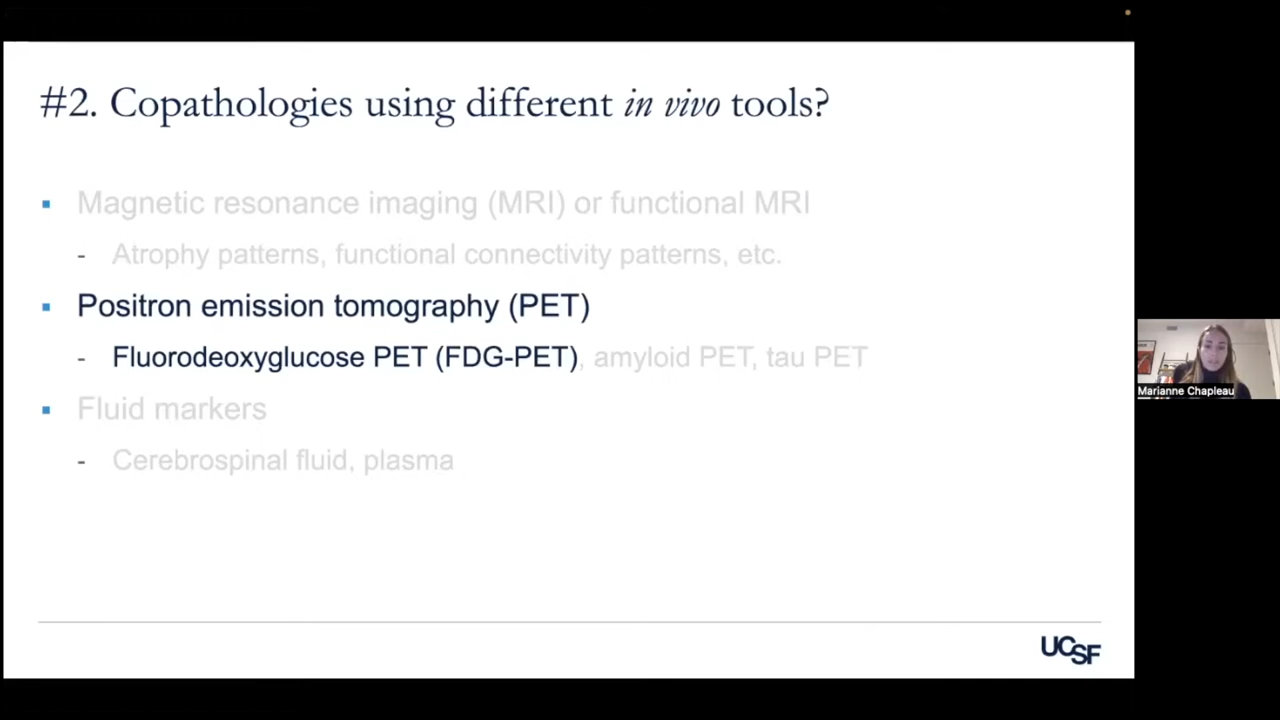 #2. Copathologies using different in vivo tools?
▪ Magnetic resonance imaging (MRI) or functional MRI
- Atrophy patterns, functional connectivity patterns, etc.
▪ Positron emission tomography (PET)
- Fluorodeoxyglucose PET (FDG-PET), amyloid PET, tau PET
▪ Fluid markers
- Cerebrospinal fluid, plasma
Marianne Chapleau
UCSF